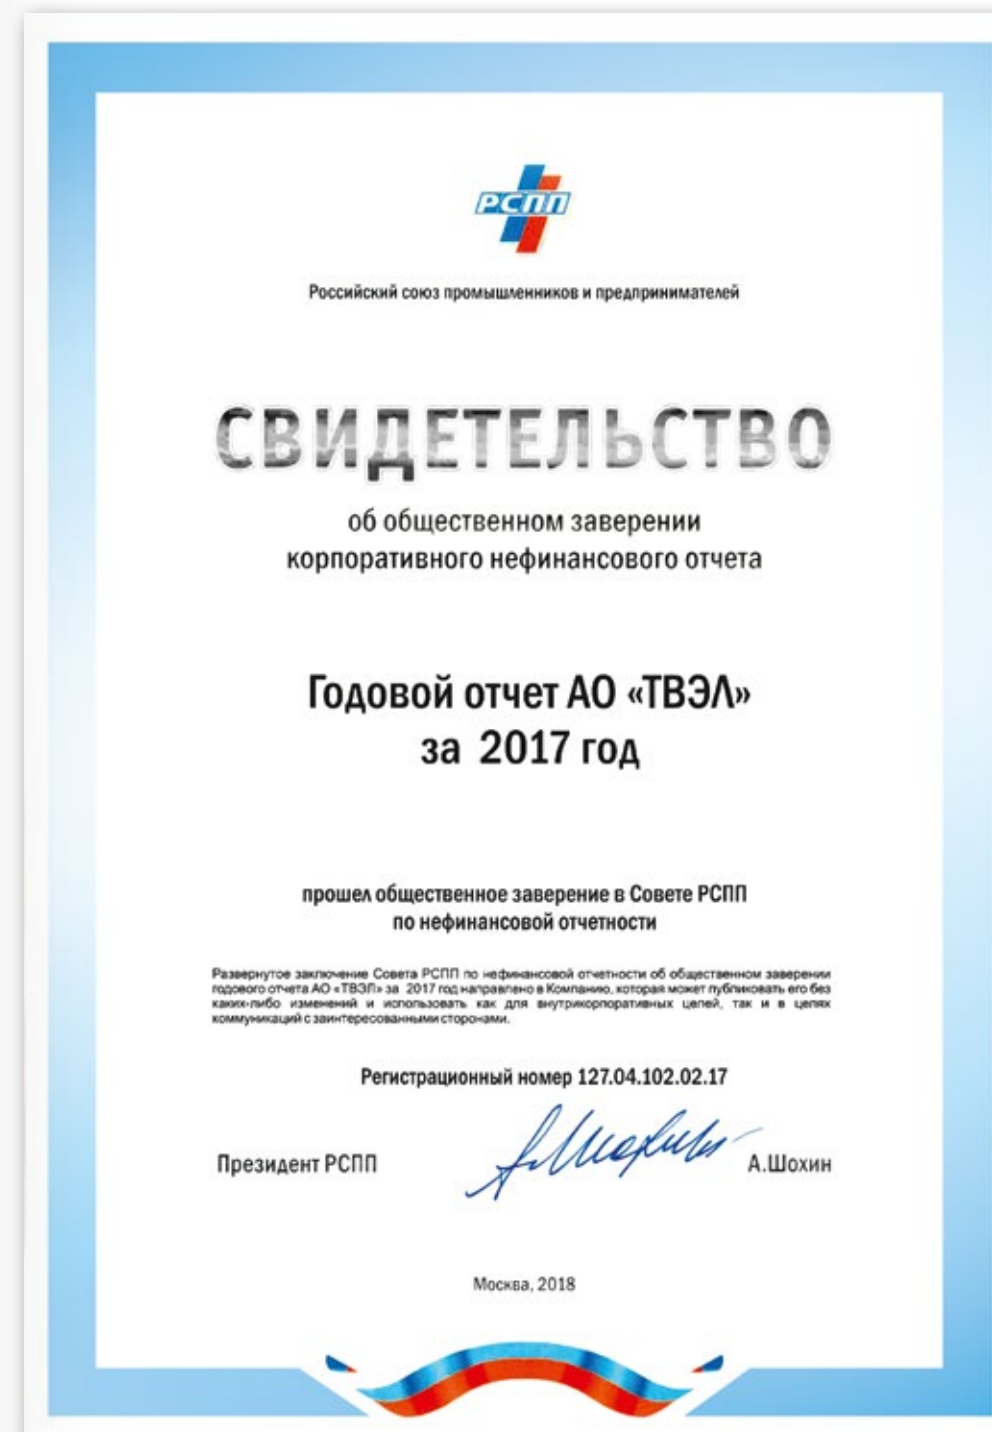 РСПП
Российский союз промышленников и предпринимателей
СВИДЕТЕЛЬСТВО
об общественном заверении
корпоративного нефинансового отчета
Годовой отчет АО «ТВЭЛ»
за 2017 год
прошел общественное заверение в Совете РСПП
по нефинансовой отчетности
Развернутое заключение Совета РСПП по нефинансовой отчетности об общественном заверении
годового отчета АО «ТВЭЛ» за 2017 год направлено в Компанию, которая может публиковать его без
каких-либо изменений и использовать как для внутрикорпоративных целей, так и в целях
коммуникаций с заинтересованными сторонами.
Регистрационный номер 127.04.102.02.17
Президент РСПП
А.Шохин
Москва, 2018